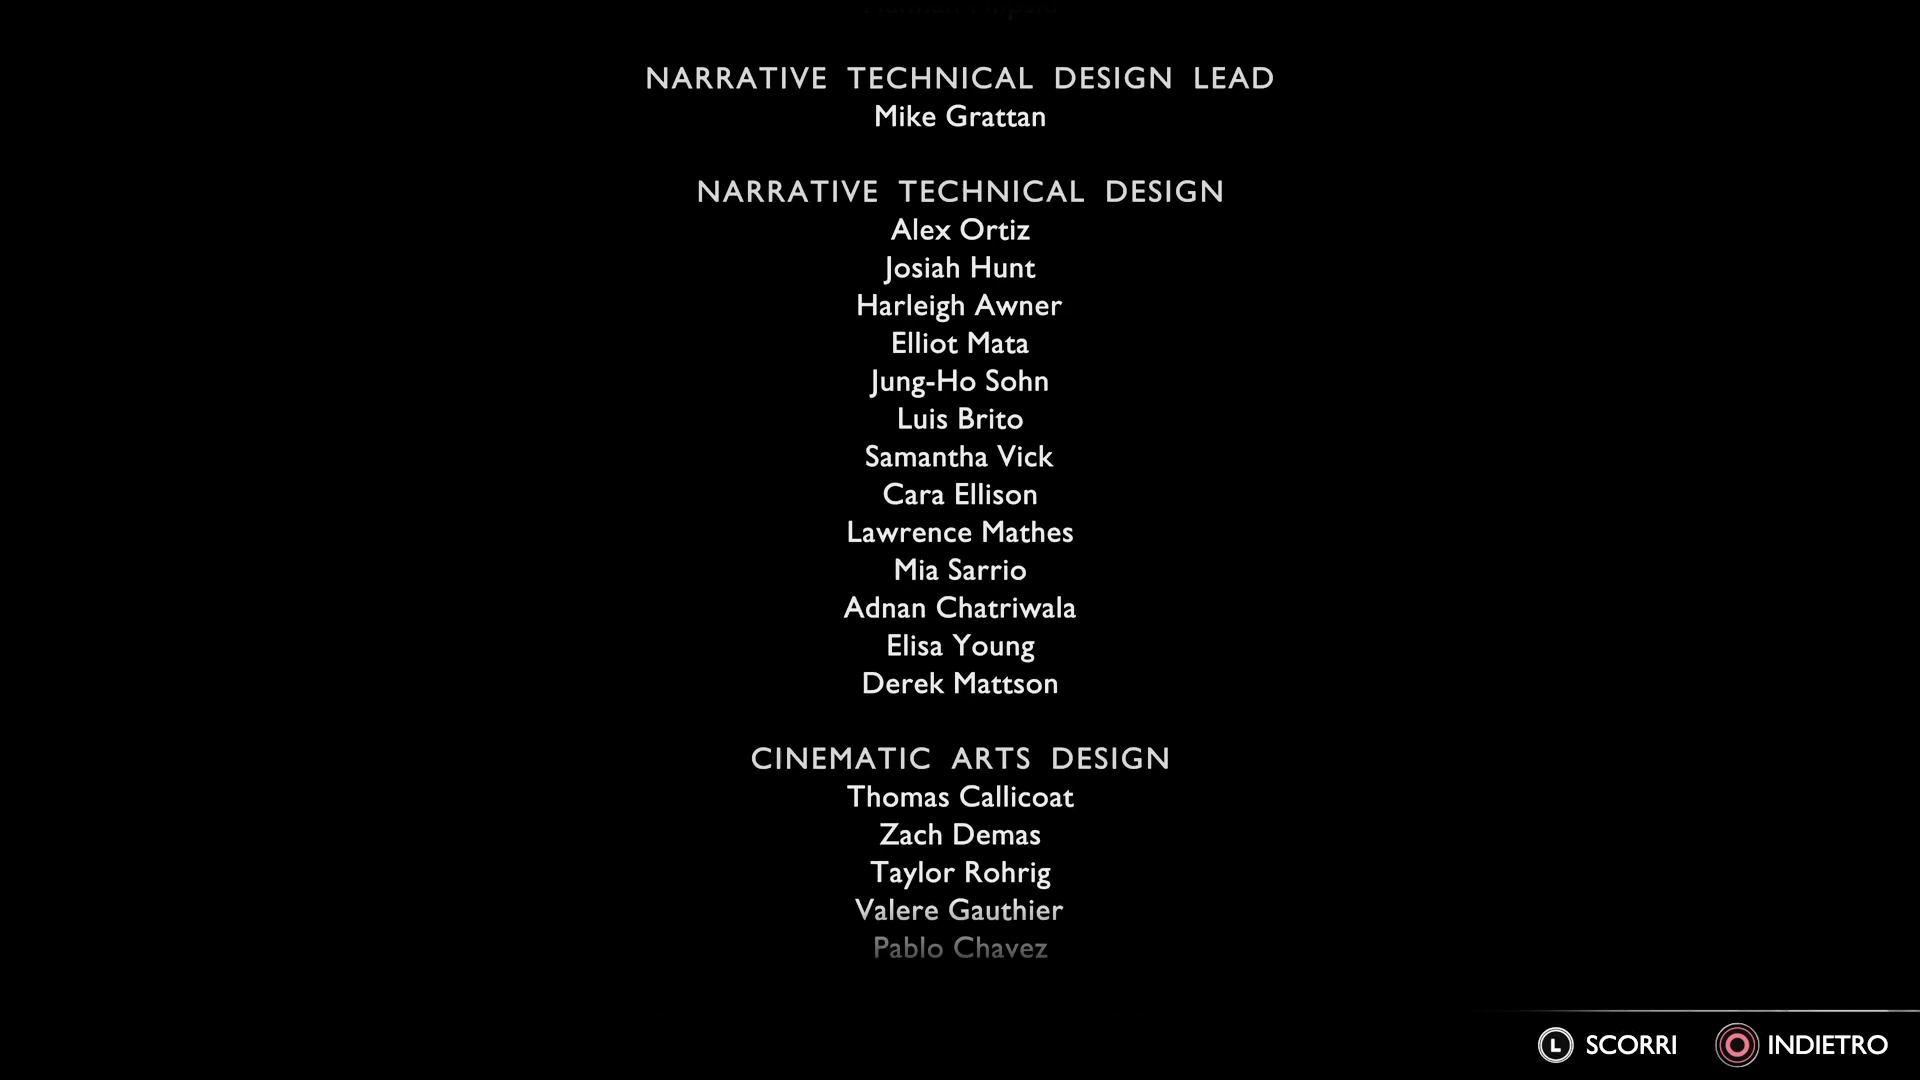 NARRATIVE TECHNICAL DESIGN LEAD
Mike Grattan
NARRATIVE TECHNICAL DESIGN
Alex Ortiz
Josiah Hunt
Harleigh Awner
Elliot Mata
Jung-Ho Sohn
Luis Brito
Samantha Vick
Cara Ellison
Lawrence Mathes
Mia Sarrio
Adnan Chatriwala
Elisa Young
Derek Mattson
CINEMATIC ARTS DESIGN
Thomas Callicoat
Zach Demas
Taylor Rohrig
Valere Gauthier
Pablo Chavez
L SCORRI INDIETRO